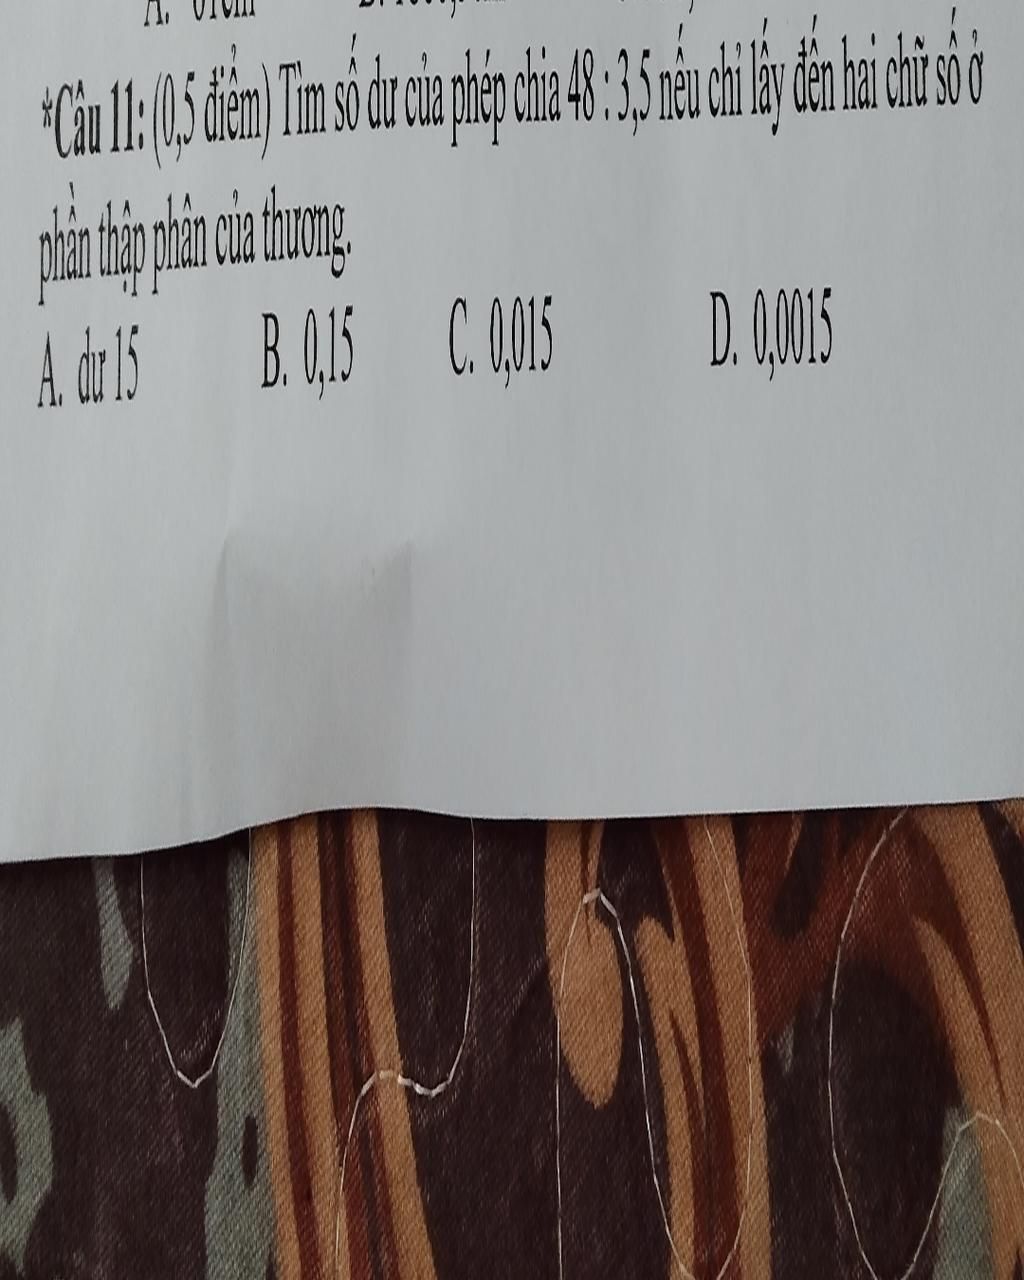 A. 61cm
*Câu 11: (0,5 điểm) Tìm số dư của phép chia 48 : 3,5 nếu chỉ lấy đến hai chữ số ở
phần thập phân của thương.
A. dư 15 B. 0,15 C. 0,015 D. 0,0015